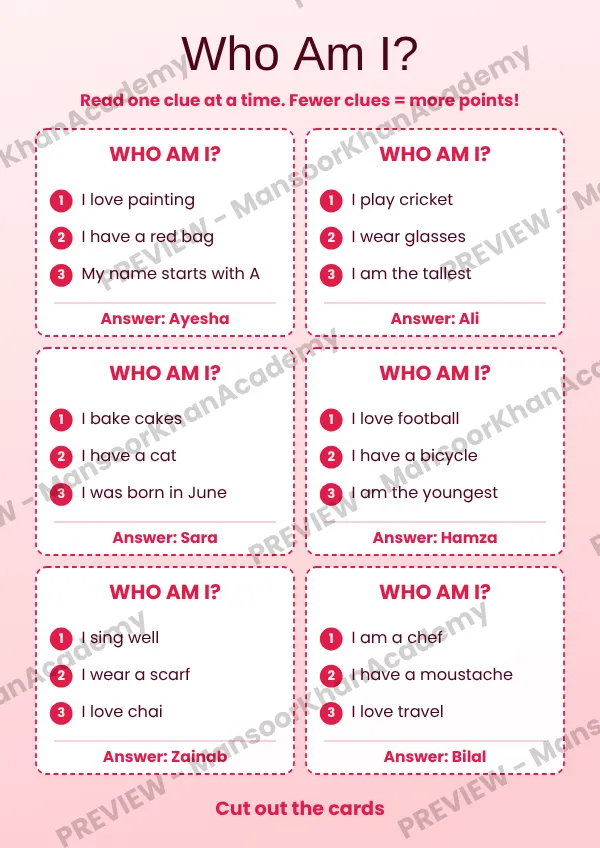 Who Am I?
Read one clue at a time. Fewer clues = more points!
WHO AM I?
1 I love painting
2 I have a red bag
3 My name starts with A
Answer: Ayesha
WHO AM I?
1 I play cricket
2 I wear glasses
3 I am the tallest
Answer: Ali
WHO AM I?
1 I bake cakes
2 I have a cat
3 I was born in June
Answer: Sara
WHO AM I?
1 I love football
2 I have a bicycle
3 I am the youngest
Answer: Hamza
WHO AM I?
1 I sing well
2 I wear a scarf
3 I love chai
Answer: Zainab
WHO AM I?
1 I am a chef
2 I have a moustache
3 I love travel
Answer: Bilal
Cut out the cards
PREVIEW – MansoorKhanAcademy